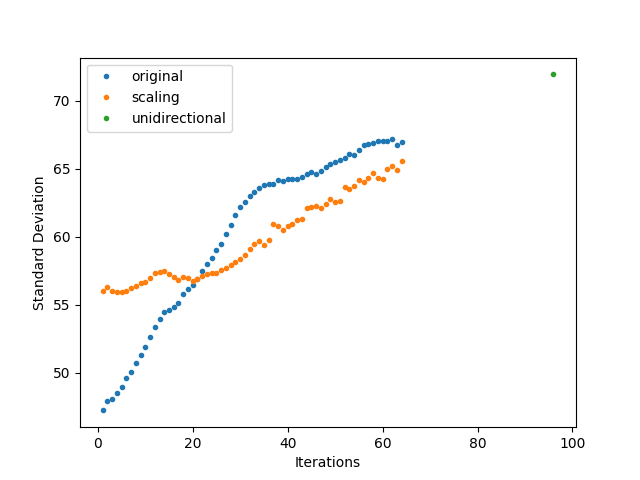 original
scaling
unidirectional
Standard Deviation
70
65
60
55
50
0 20 40 60 80 100
Iterations